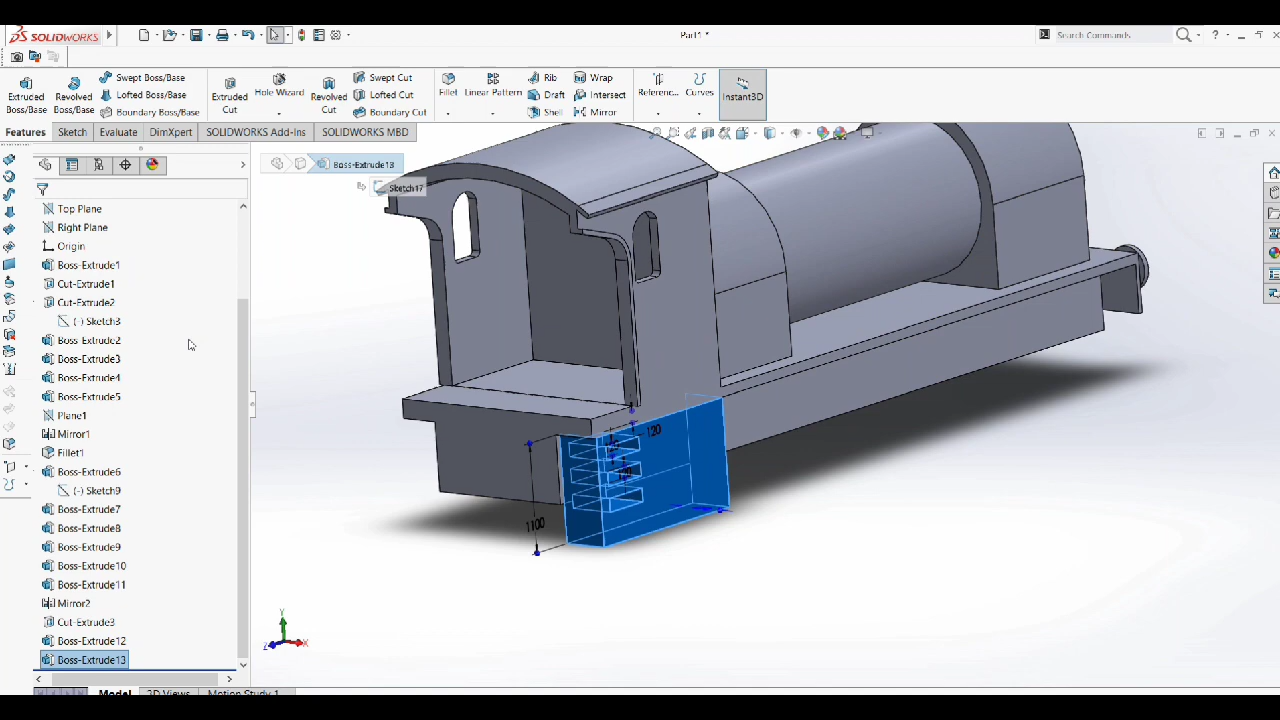 SOLIDWORKS
Part1 *
Search Commands
?
Extruded Boss/Base
Revolved Boss/Base
Swept Boss/Base
Lofted Boss/Base
Boundary Boss/Base
Extruded Cut
Hole Wizard
Revolved Cut
Swept Cut
Lofted Cut
Boundary Cut
Fillet
Linear Pattern
Rib
Draft
Shell
Wrap
Intersect
Mirror
Referenc...
Curves
Instant3D
Features
Sketch
Evaluate
DimXpert
SOLIDWORKS Add-Ins
SOLIDWORKS MBD
Boss-Extrude13
Sketch17
Top Plane
Right Plane
Origin
Boss-Extrude1
Cut-Extrude1
Cut-Extrude2
(-) Sketch3
Boss-Extrude2
Boss-Extrude3
Boss-Extrude4
Boss-Extrude5
Plane1
Mirror1
Fillet1
Boss-Extrude6
(-) Sketch9
Boss-Extrude7
Boss-Extrude8
Boss-Extrude9
Boss-Extrude10
Boss-Extrude11
Mirror2
Cut-Extrude3
Boss-Extrude12
Boss-Extrude13
120
1100
Y
Z
X
Model
3D Views
Motion Study 1